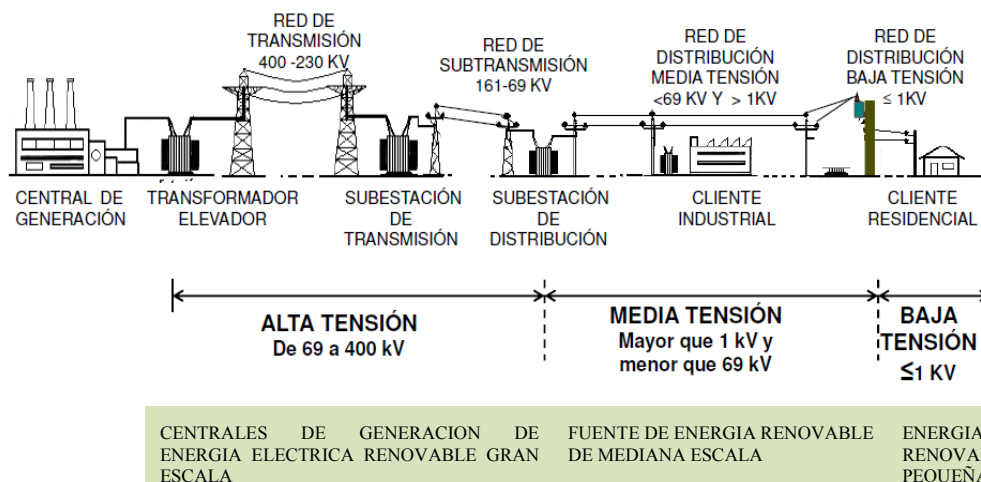 RED DE
TRANSMISIÓN
400 -230 KV
RED DE
SUBTRANSMISIÓN
161-69 KV
RED DE
DISTRIBUCIÓN
MEDIA TENSIÓN
<69 KV Y > 1KV
RED DE
DISTRIBUCIÓN
BAJA TENSIÓN
≤ 1KV
CENTRAL DE
GENERACIÓN
TRANSFORMADOR
ELEVADOR
SUBESTACIÓN
DE
TRANSMISIÓN
SUBESTACIÓN
DE
DISTRIBUCIÓN
CLIENTE
INDUSTRIAL
CLIENTE
RESIDENCIAL
ALTA TENSIÓN
De 69 a 400 kV
MEDIA TENSIÓN
Mayor que 1 kV y
menor que 69 kV
BAJA
TENSIÓN
≤1 KV
CENTRALES DE GENERACION DE
ENERGIA ELECTRICA RENOVABLE GRAN
ESCALA
FUENTE DE ENERGIA RENOVABLE
DE MEDIANA ESCALA
ENERGIA